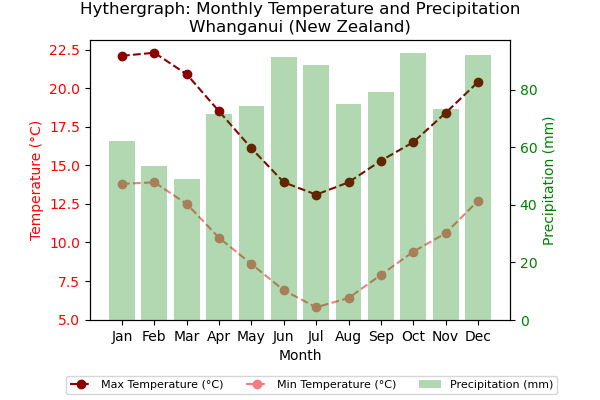 Hythergraph: Monthly Temperature and Precipitation
Whanganui (New Zealand)
22.5
20.0
17.5
15.0
12.5
10.0
7.5
5.0
Temperature (°C)
80
60
40
20
0
Precipitation (mm)
Jan Feb Mar Apr May Jun Jul Aug Sep Oct Nov Dec
Month
Max Temperature (°C) Min Temperature (°C) Precipitation (mm)